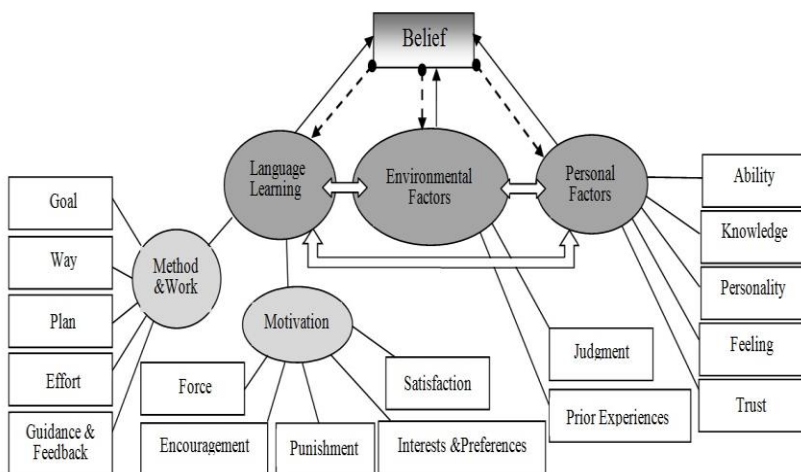 Belief
Language
Learning
Environmental
Factors
Personal
Factors
Goal
Way
Plan
Effort
Guidance &
Feedback
Method
&Work
Motivation
Force
Encouragement
Punishment
Interests &Preferences
Satisfaction
Judgment
Prior Experiences
Ability
Knowledge
Personality
Feeling
Trust